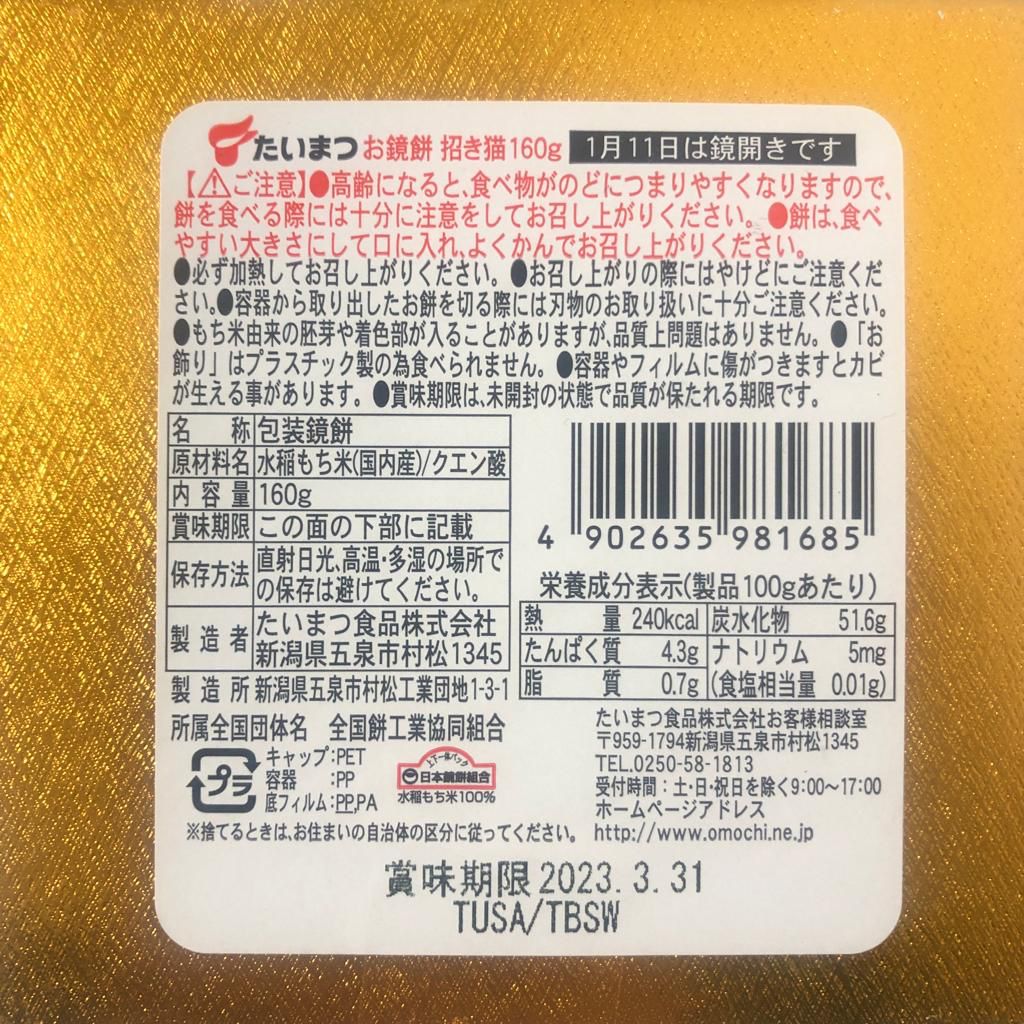 たいまつ お鏡餅 招き猫160g 1月11日は鏡開きです
【⚠ご注意】●高齢になると、食べ物がのどにつまりやすくなりますので、
餅を食べる際には十分に注意をしてお召し上がりください。●餅は、食べ
やすい大きさにして口に入れ、よくかんでお召し上がりください。
●必ず加熱してお召し上がりください。●お召し上がりの際にはやけどにご注意くだ
さい。●容器から取り出したお餅を切る際には刃物のお取り扱いに十分ご注意ください。
●もち米由来の胚芽や着色部が入ることがありますが、品質上問題はありません。●「お
飾り」はプラスチック製の為食べられません。●容器やフィルムに傷がつきますとカビ
が生える事があります。●賞味期限は、未開封の状態で品質が保たれる期限です。
名称 包装鏡餅
原材料名 水稲もち米(国内産)/クエン酸
内容量 160g
賞味期限 この面の下部に記載
保存方法 直射日光、高温・多湿の場所で
の保存は避けてください。
製造者 たいまつ食品株式会社
新潟県五泉市村松1345
製造所 新潟県五泉市村松工業団地1-3-1
所属全国団体名 全国餅工業協同組合
プラ
キャップ:PET
容器:PP
底フィルム:PP,PA
上下一体パック
日本鏡餅組合
水稲もち米100%
※捨てるときは、お住まいの自治体の区分に従ってください。
4 902635 981685
栄養成分表示(製品100gあたり)
熱量 240kcal 炭水化物 51.6g
たんぱく質 4.3g ナトリウム 5mg
脂質 0.7g (食塩相当量 0.01g)
たいまつ食品株式会社お客様相談室
〒959-1794新潟県五泉市村松1345
TEL.0250-58-1813
受付時間:土・日・祝日を除く9:00〜17:00
ホームページアドレス
http://www.omochi.ne.jp
賞味期限 2023.3.31
TUSA/TBSW